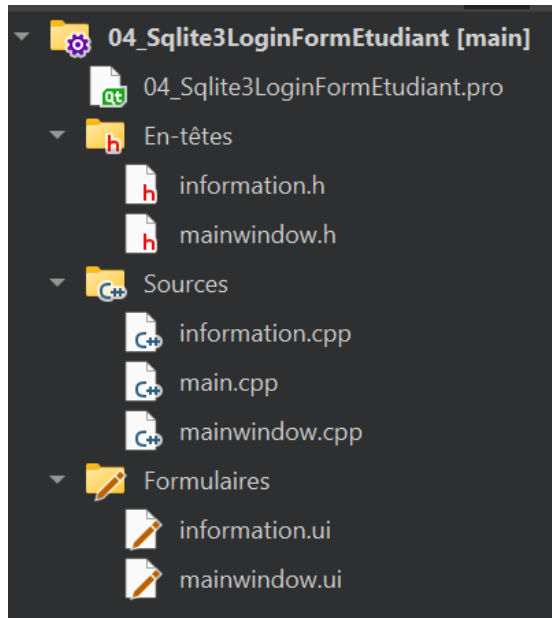 04_Sqlite3LoginFormEtudiant [main]
Qt 04_Sqlite3LoginFormEtudiant.pro
h En-têtes
h information.h
h mainwindow.h
C++ Sources
C++ information.cpp
C++ main.cpp
C++ mainwindow.cpp
Formulaires
information.ui
mainwindow.ui